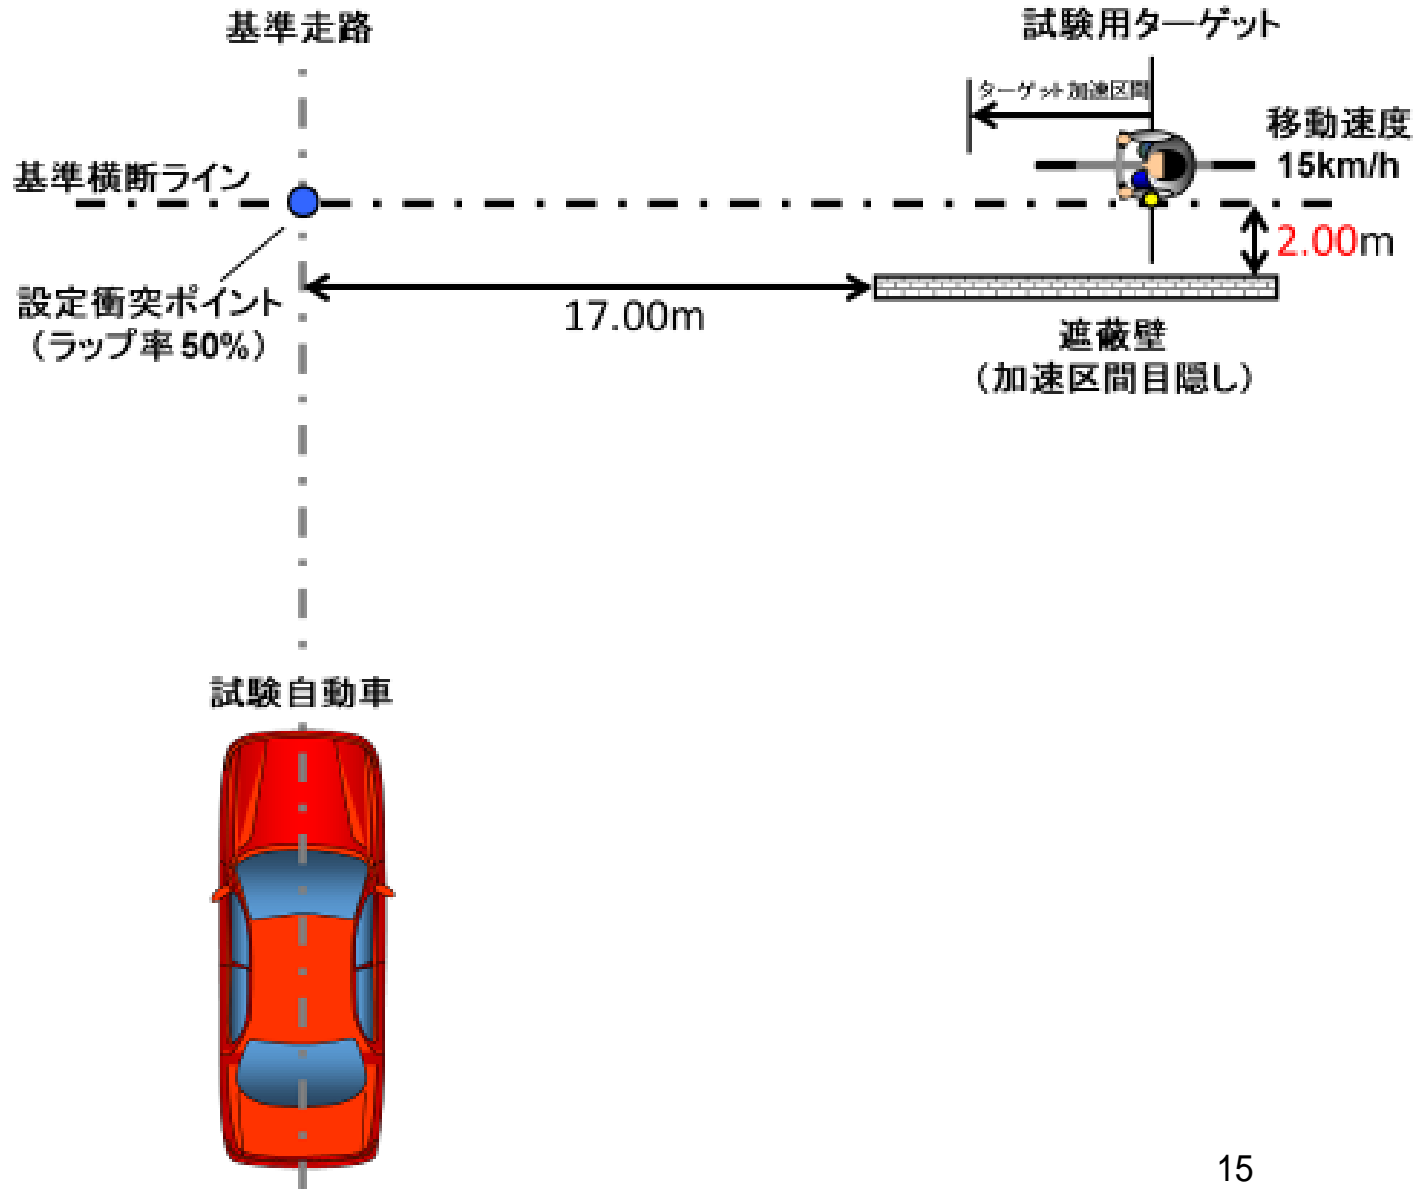 基準走路
試験用ターゲット
ターゲット加速区間
移動速度
15km/h
基準横断ライン
2.00m
設定衝突ポイント
（ラップ率50%）
17.00m
遮蔽壁
（加速区間目隠し）
試験自動車
15